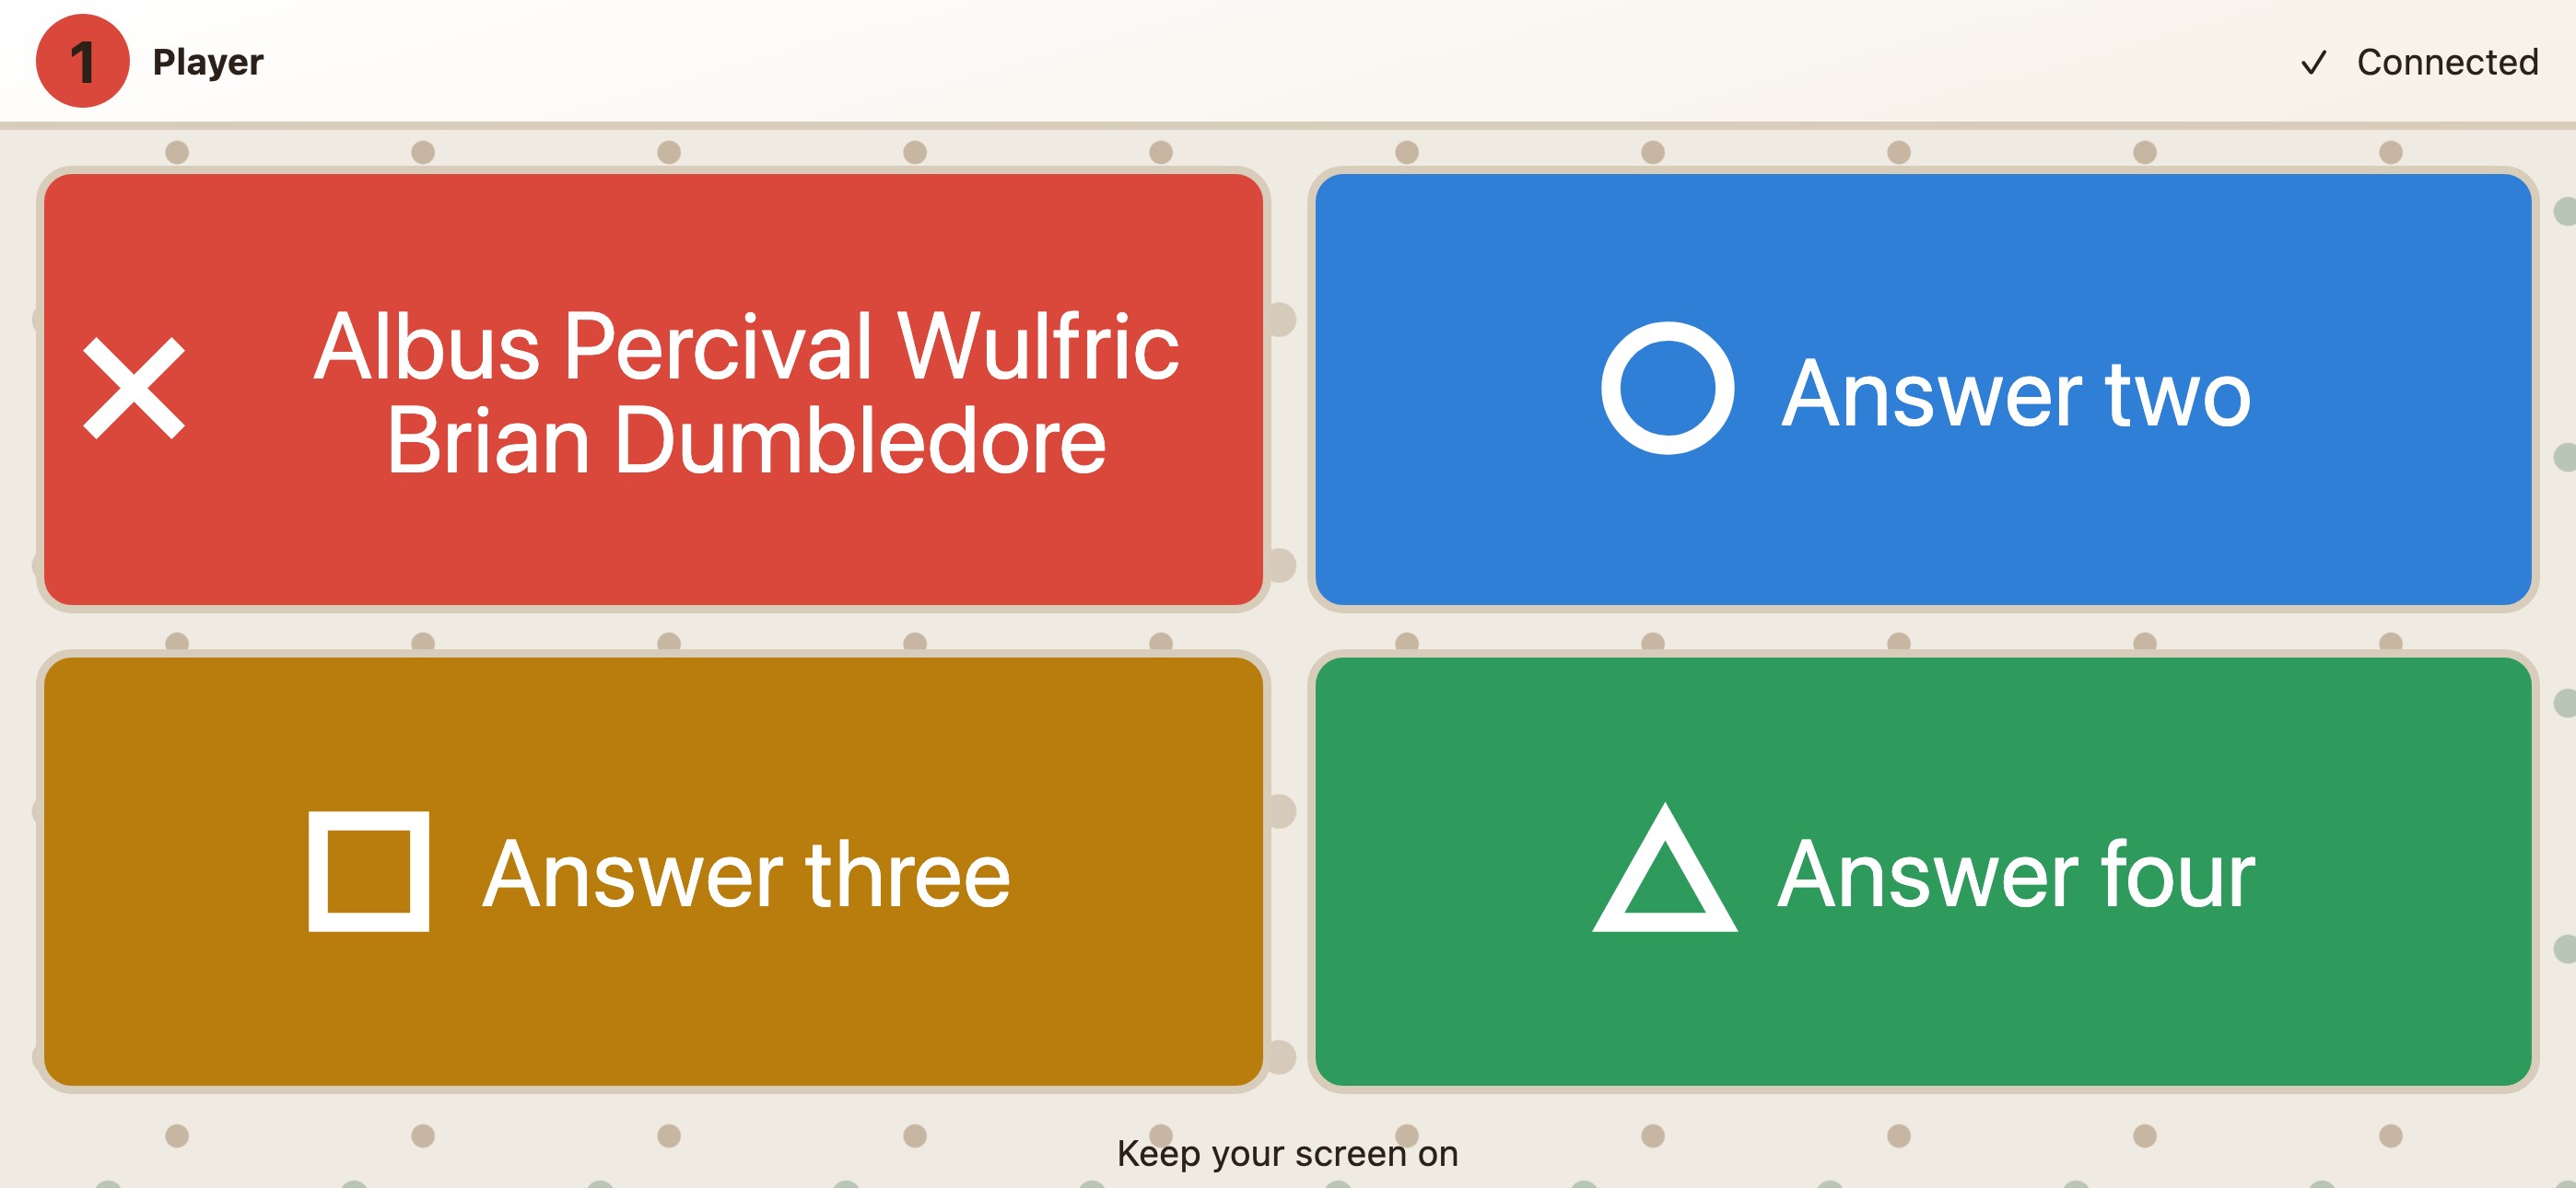 1 Player
✓ Connected
Albus Percival Wulfric
Brian Dumbledore
Answer two
Answer three
Answer four
Keep your screen on